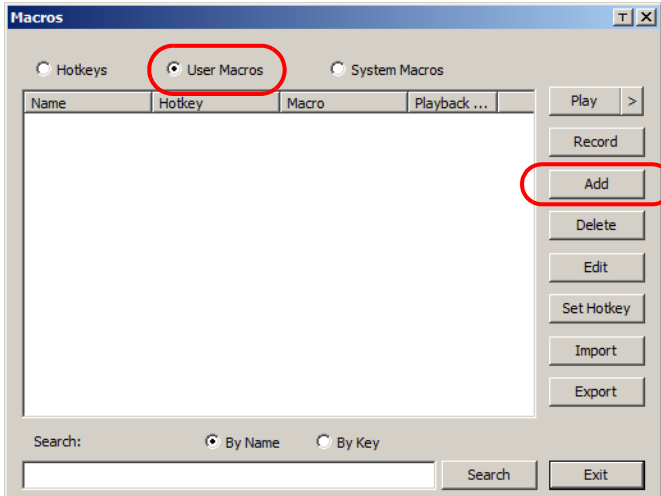 Macros
T X
Hotkeys User Macros System Macros
Name Hotkey Macro Playback ...
Play >
Record
Add
Delete
Edit
Set Hotkey
Import
Export
Search: By Name By Key
Search Exit